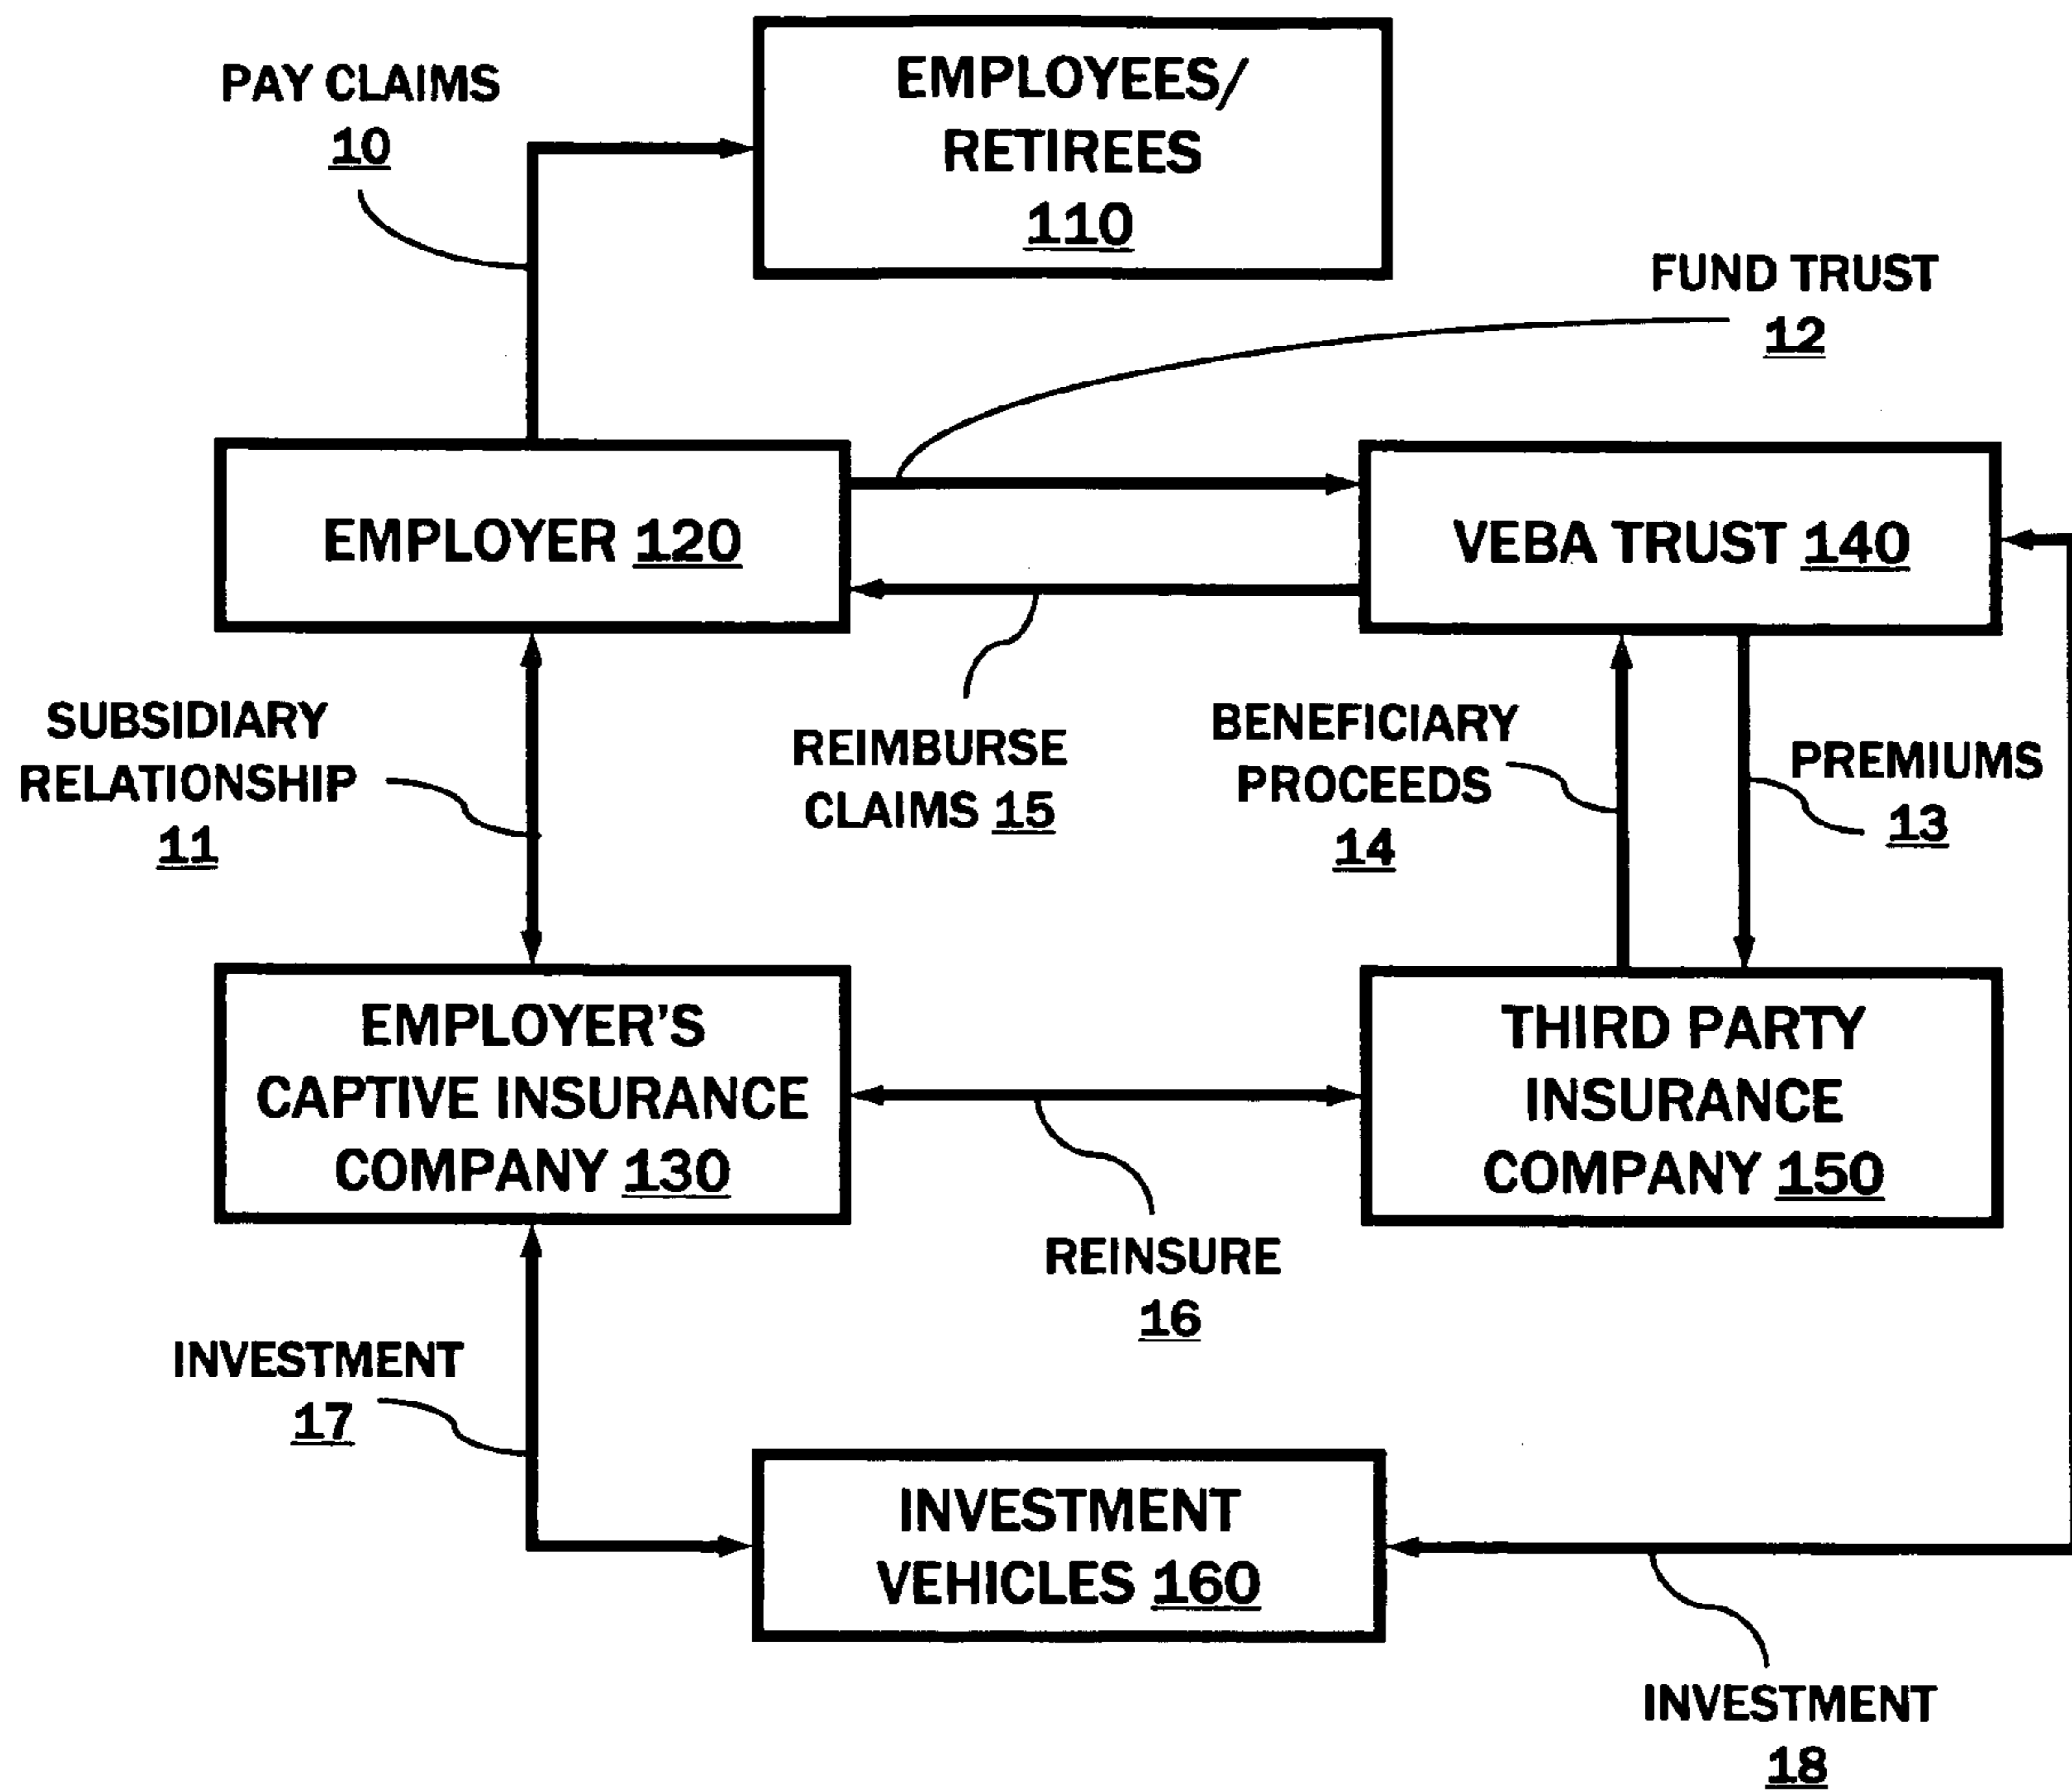 PAY CLAIMS
10
EMPLOYEES/
RETIREES
110
FUND TRUST
12
EMPLOYER 120
VEBA TRUST 140
SUBSIDIARY
RELATIONSHIP
11
REIMBURSE
CLAIMS 15
BENEFICIARY
PROCEEDS
14
PREMIUMS
13
EMPLOYER'S
CAPTIVE INSURANCE
COMPANY 130
THIRD PARTY
INSURANCE
COMPANY 150
REINSURE
16
INVESTMENT
17
INVESTMENT
VEHICLES 160
INVESTMENT
18